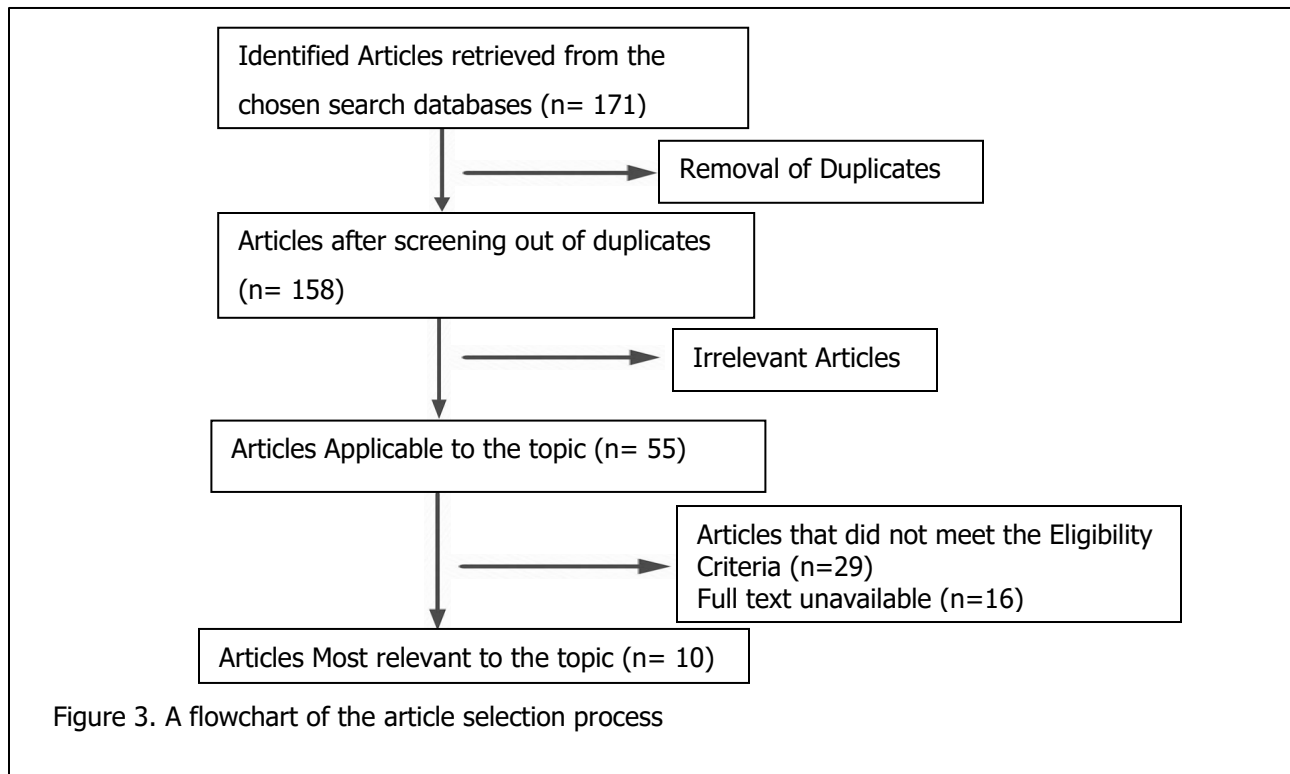 Identified Articles retrieved from the
chosen search databases (n= 171)
Removal of Duplicates
Articles after screening out of duplicates
(n= 158)
Irrelevant Articles
Articles Applicable to the topic (n= 55)
Articles that did not meet the Eligibility
Criteria (n=29)
Full text unavailable (n=16)
Articles Most relevant to the topic (n= 10)
Figure 3. A flowchart of the article selection process